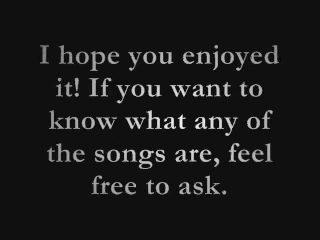 I hope you enjoyed
it! If you want to
know what any of
the songs are, feel
free to ask.